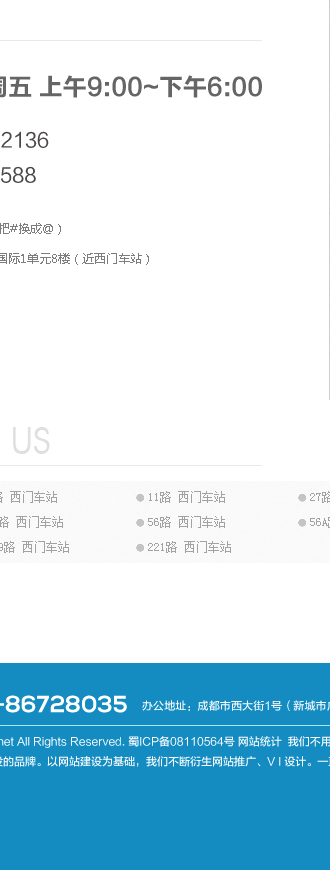 五 上午9:00~下午6:00
2136
588
把#换成@）
国际1单元8楼（近西门车站）
US
路 西门车站
11路 西门车站
27路
路 西门车站
56路 西门车站
56A
9路 西门车站
221路 西门车站
-86728035 办公地址：成都市西大街1号（新城市
net All Rights Reserved. 蜀ICP备08110564号 网站统计 我们不用
的品牌。以网站建设为基础，我们不断衍生网站推广、V I 设计。一